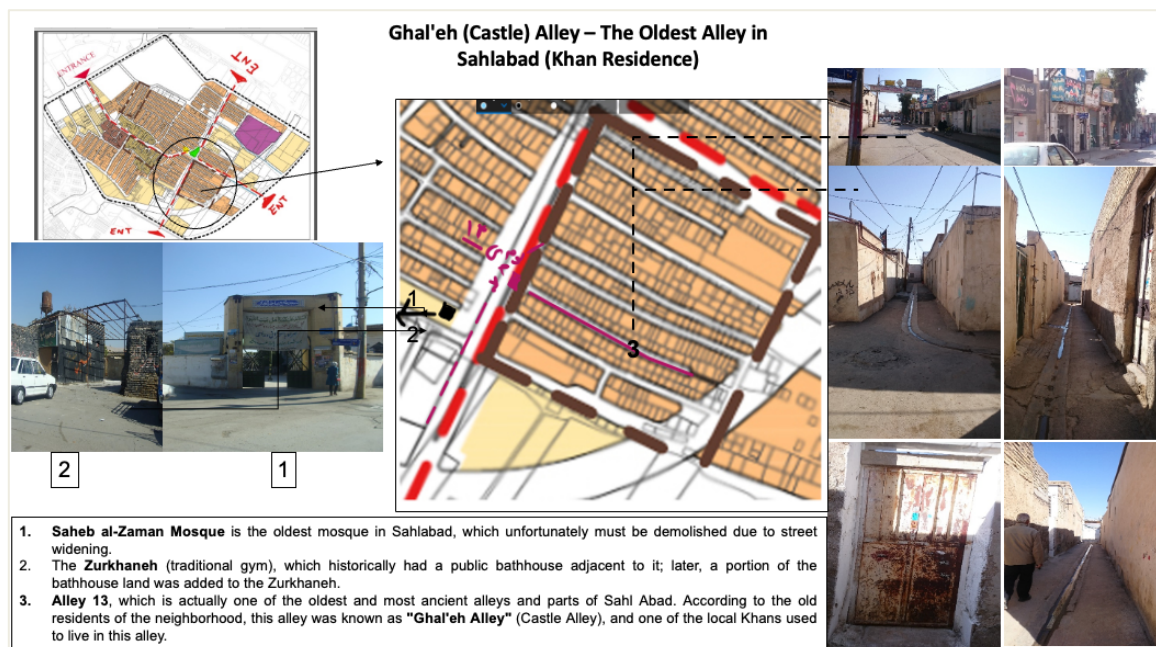 Ghal'eh (Castle) Alley – The Oldest Alley in
Sahlabad (Khan Residence)
ENTRANCE
ENT
ENT
ENT
1
2
3
2
1
1. Saheb al-Zaman Mosque is the oldest mosque in Sahlabad, which unfortunately must be demolished due to street
widening.
2. The Zurkhaneh (traditional gym), which historically had a public bathhouse adjacent to it; later, a portion of the
bathhouse land was added to the Zurkhaneh.
3. Alley 13, which is actually one of the oldest and most ancient alleys and parts of Sahl Abad. According to the old
residents of the neighborhood, this alley was known as "Ghal'eh Alley" (Castle Alley), and one of the local Khans used
to live in this alley.